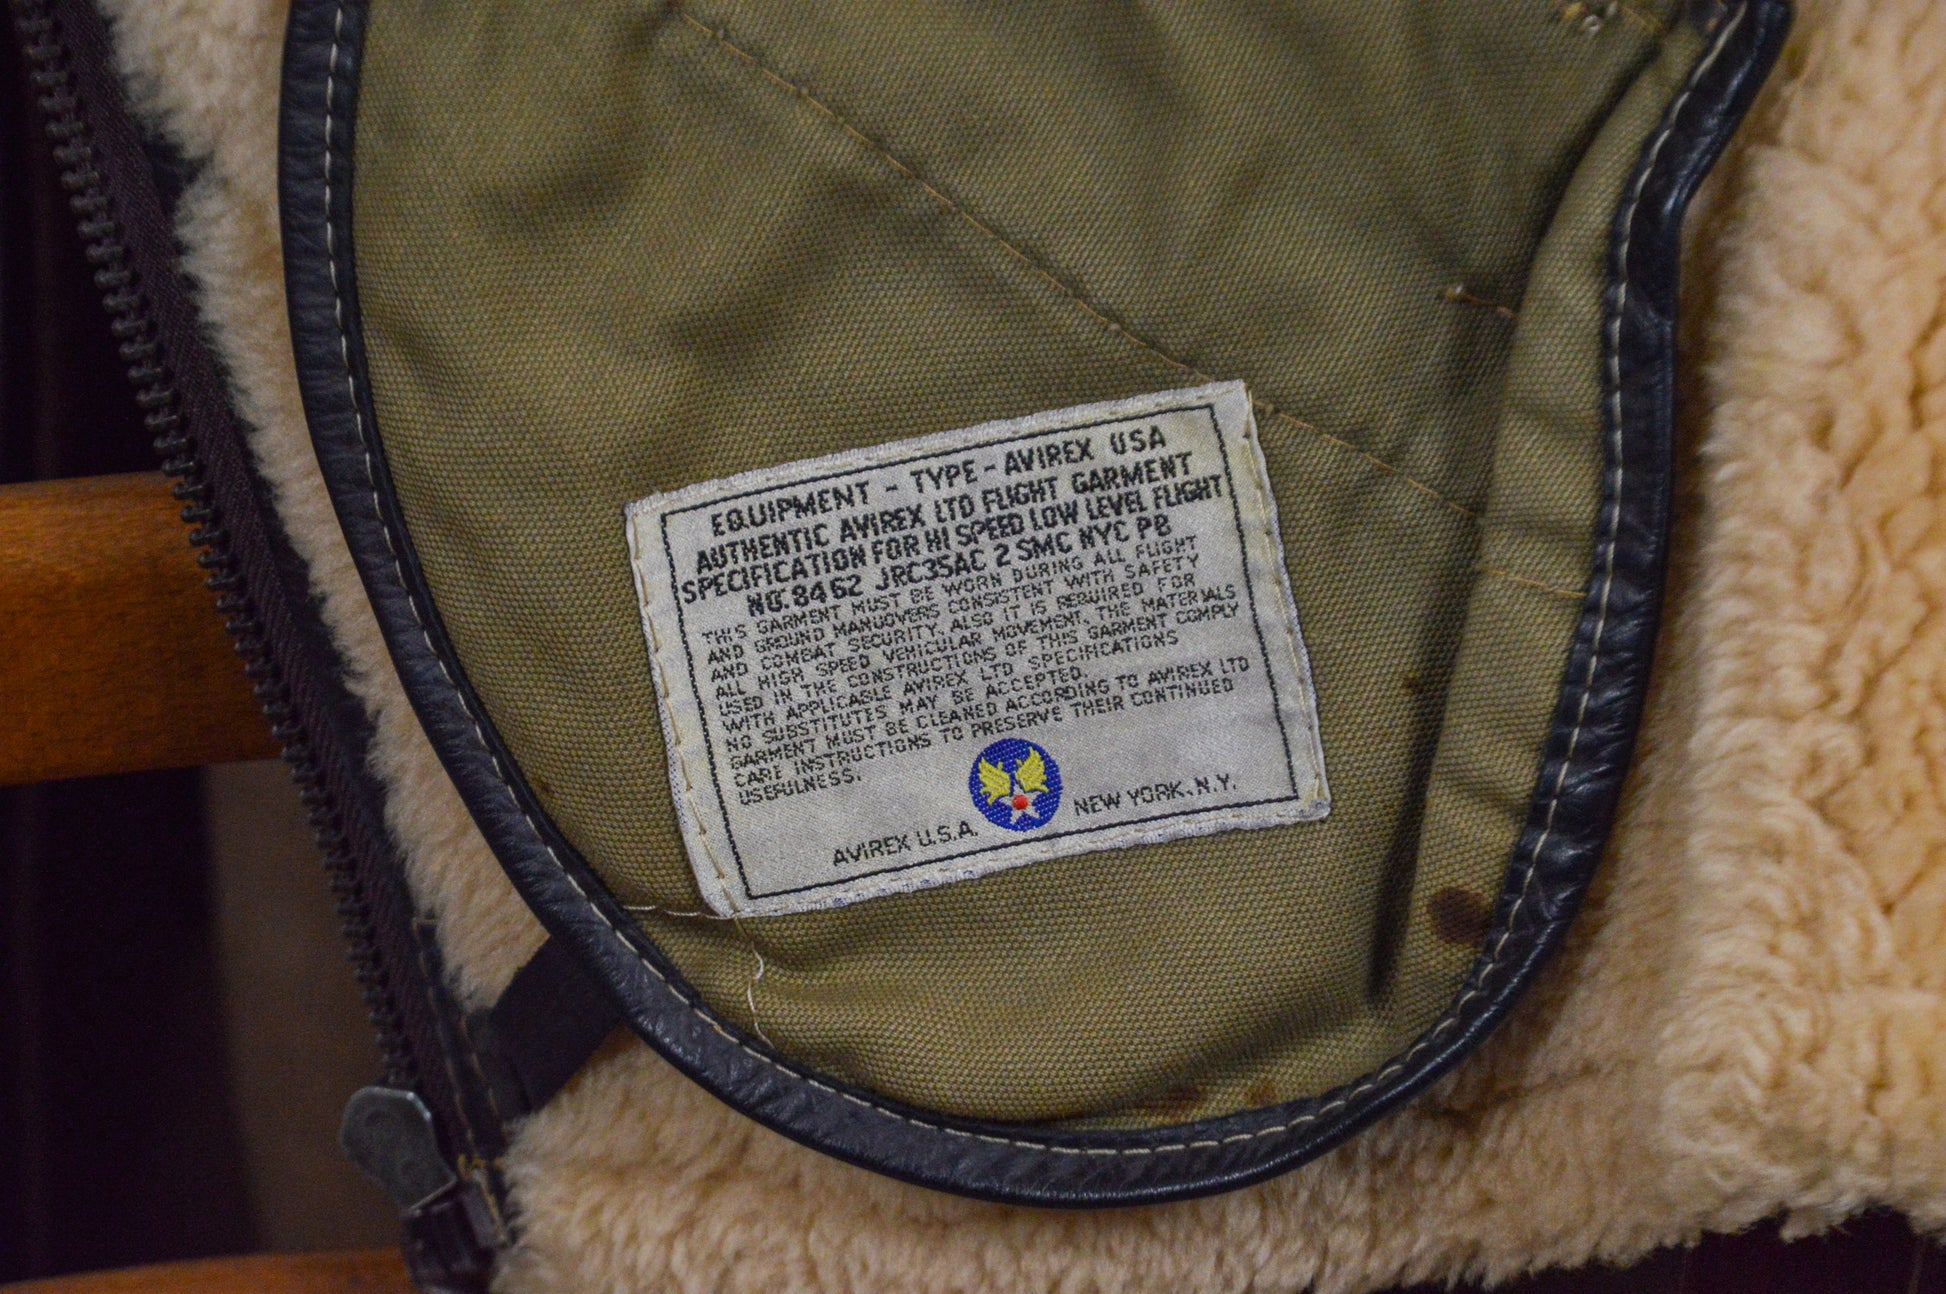 EQUIPMENT - TYPE - AVIREX USA
AUTHENTIC AVIREX LTD FLIGHT GARMENT
SPECIFICATION FOR HI SPEED LOW LEVEL FLIGHT
NO. 8462 JRC3SAC 2 SMC NYC PB
THIS GARMENT MUST BE WORN DURING ALL FLIGHT
AND GROUND MANUOVERS CONSISTENT WITH SAFETY
AND COMBAT SECURITY. ALSO IT IS REQUIRED FOR
ALL HIGH SPEED VEHICULAR MOVEMENT. THE MATERIALS
USED IN THE CONSTRUCTIONS OF THIS GARMENT COMPLY
WITH APPLICABLE AVIREX LTD SPECIFICATIONS
NO SUBSTITUTES MAY BE ACCEPTED.
GARMENT MUST BE CLEANED ACCORDING TO AVIREX LTD
CARE INSTRUCTIONS TO PRESERVE THEIR CONTINUED
USEFULNESS.
AVIREX U.S.A. NEW YORK. N.Y.